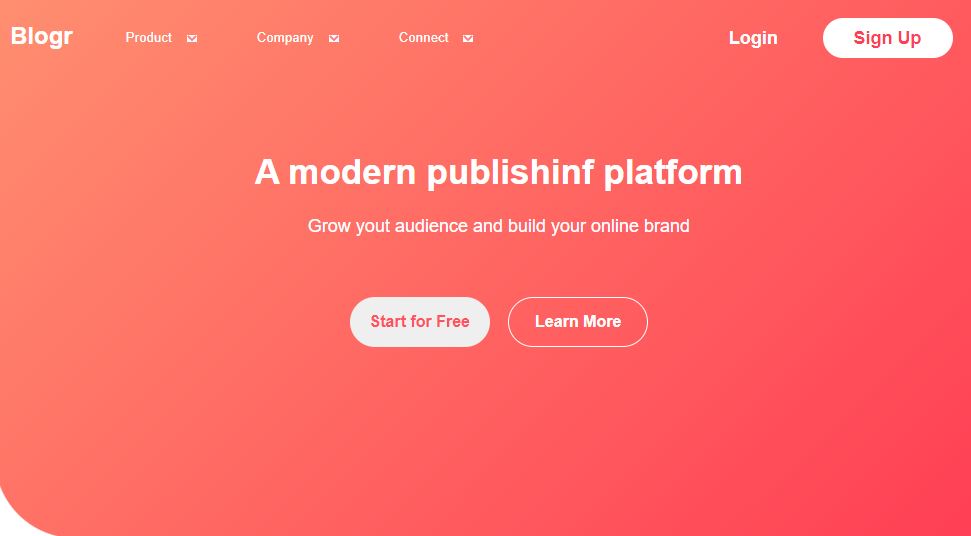 Blogr Product Company Connect Login Sign Up
A modern publishinf platform
Grow yout audience and build your online brand
Start for Free Learn More